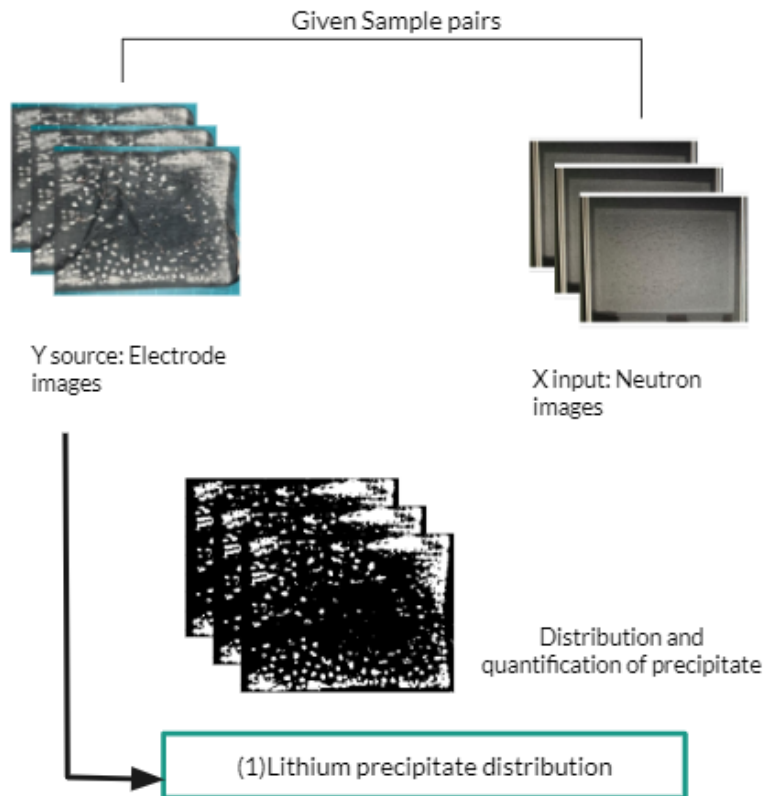 Given Sample pairs
Y source: Electrode
images
X input: Neutron
images
Distribution and
quantification of precipitate
(1)Lithium precipitate distribution